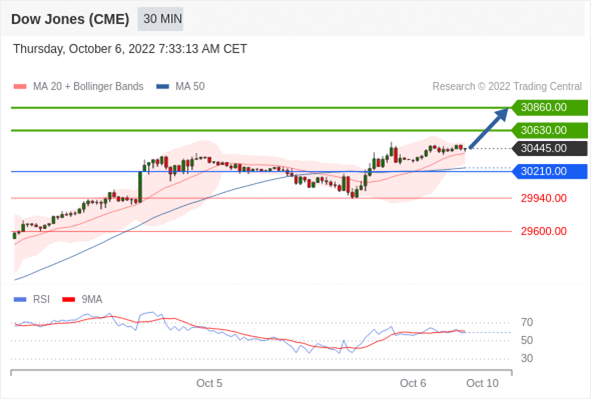 Dow Jones (CME) 30 MIN
Thursday, October 6, 2022 7:33:13 AM CET
MA 20 + Bollinger Bands MA 50 Research © 2022 Trading Central
30860.00
30630.00
30445.00
30210.00
29940.00
29600.00
RSI 9MA
70
50
30
Oct 5 Oct 6 Oct 10